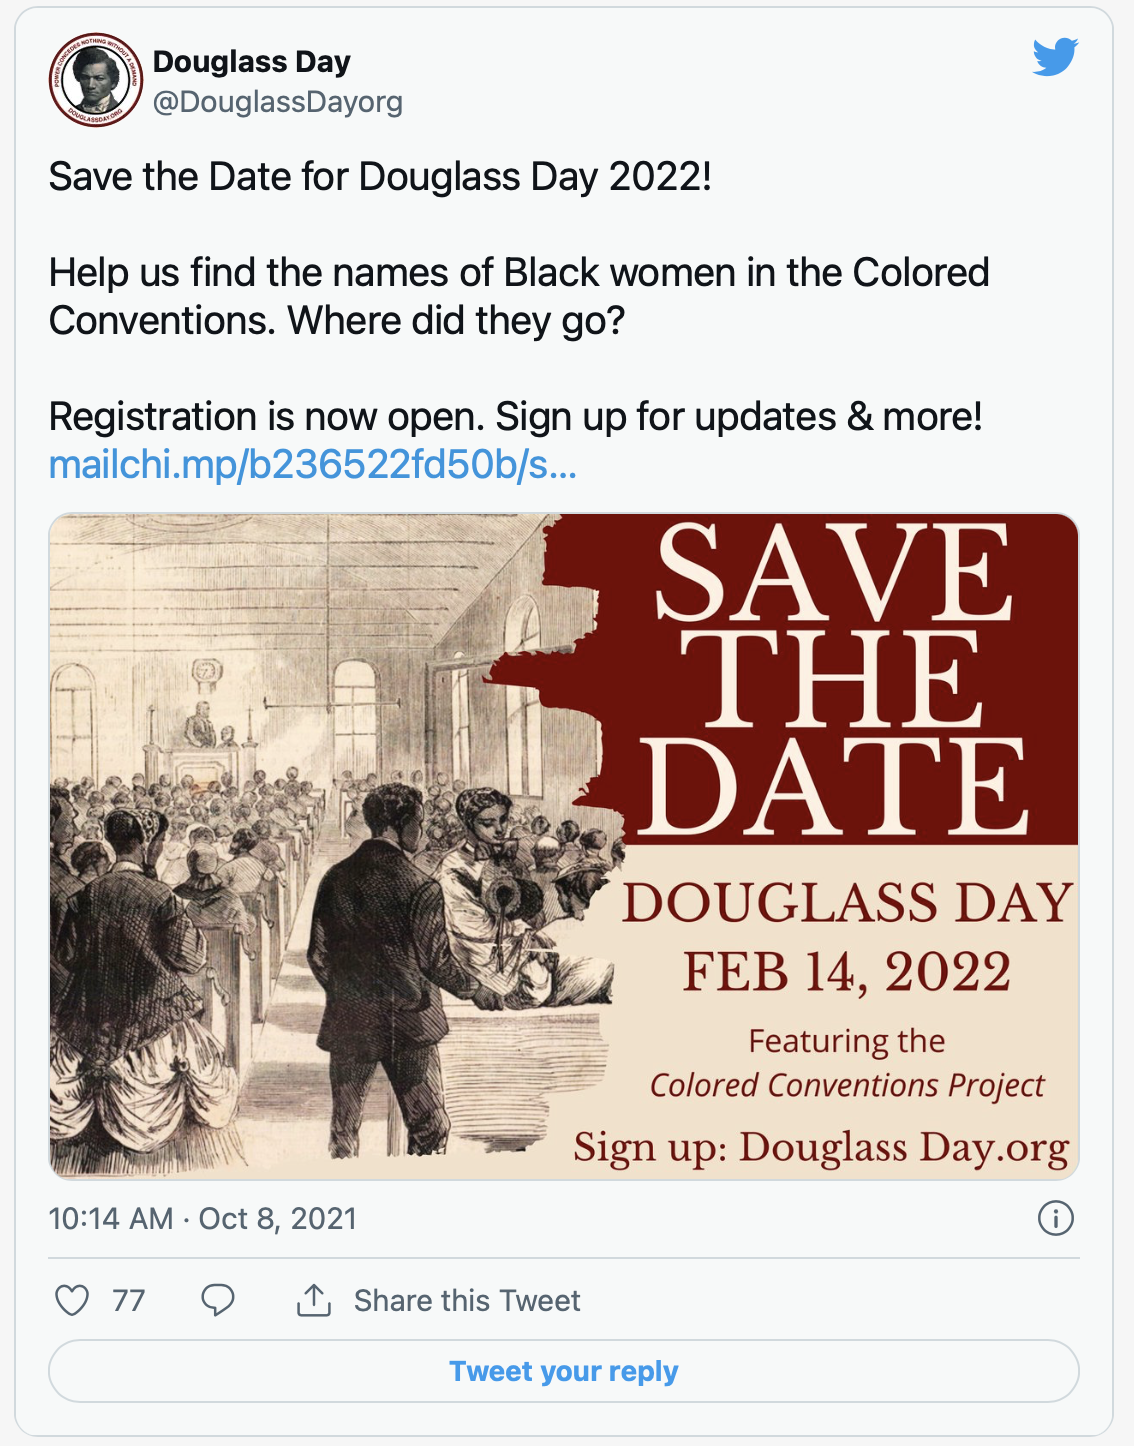 POWER CONCEDES NOTHING WITHOUT A DEMAND
DOUGLASSDAY.ORG
Douglass Day
@DouglassDayorg
Save the Date for Douglass Day 2022!
Help us find the names of Black women in the Colored
Conventions. Where did they go?
Registration is now open. Sign up for updates & more!
mailchi.mp/b236522fd50b/s...
SAVE
THE
DATE
DOUGLASS DAY
FEB 14, 2022
Featuring the
Colored Conventions Project
Sign up: Douglass Day.org
10:14 AM · Oct 8, 2021
77
Share this Tweet
Tweet your reply